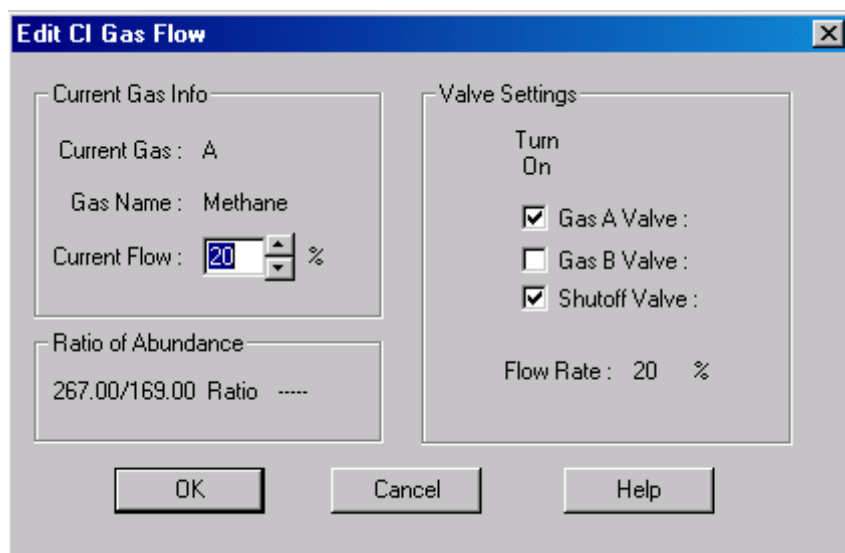 Edit CI Gas Flow
Current Gas Info
Current Gas : A
Gas Name : Methane
Current Flow : 20 %
Ratio of Abundance
267.00/169.00 Ratio -----
Valve Settings
Turn
On
Gas A Valve :
Gas B Valve :
Shutoff Valve :
Flow Rate : 20 %
OK
Cancel
Help